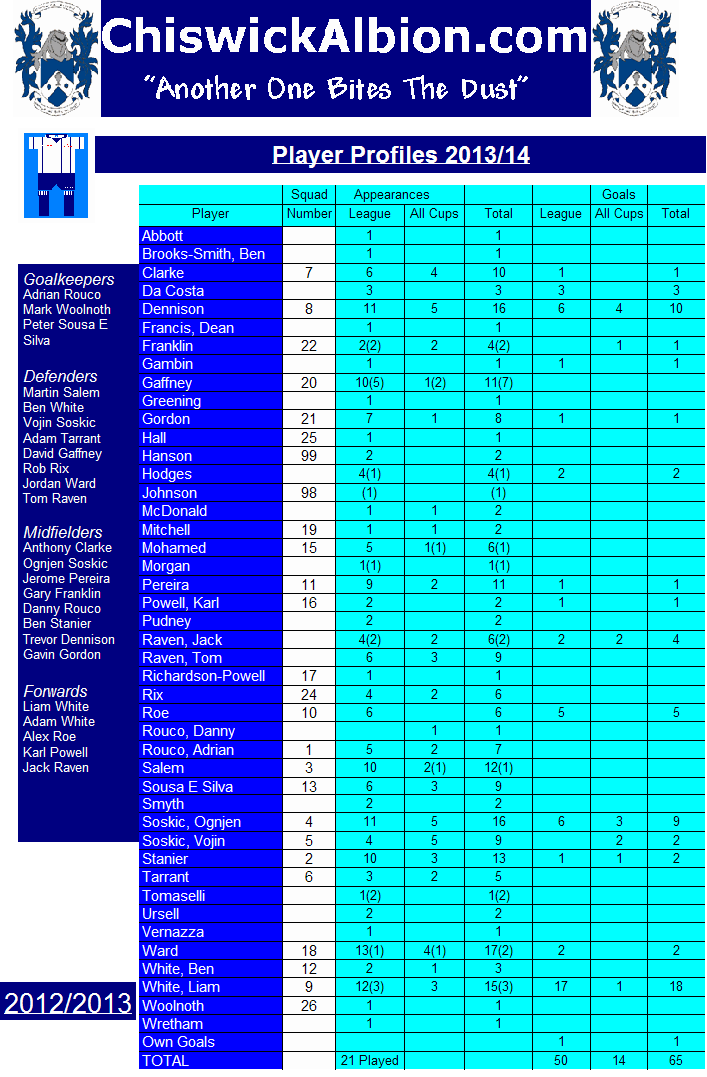 ChiswickAlbion.com
“Another One Bites The Dust”
Player Profiles 2013/14
Goalkeepers
Adrian Rouco
Mark Woolnoth
Peter Sousa E
Silva
Defenders
Martin Salem
Ben White
Vojin Soskic
Adam Tarrant
David Gaffney
Rob Rix
Jordan Ward
Tom Raven
Midfielders
Anthony Clarke
Ognjen Soskic
Jerome Pereira
Gary Franklin
Danny Rouco
Ben Stanier
Trevor Dennison
Gavin Gordon
Forwards
Liam White
Adam White
Alex Roe
Karl Powell
Jack Raven
2012/2013
Squad Appearances Goals
Player Number League All Cups Total League All Cups Total
Abbott 1 1
Brooks-Smith, Ben 1 1
Clarke 7 6 4 10 1 1
Da Costa 3 3 3 3
Dennison 8 11 5 16 6 4 10
Francis, Dean 1 1
Franklin 22 2(2) 2 4(2) 1 1
Gambin 1 1 1 1
Gaffney 20 10(5) 1(2) 11(7)
Greening 1 1
Gordon 21 7 1 8 1 1
Hall 25 1 1
Hanson 99 2 2
Hodges 4(1) 4(1) 2 2
Johnson 98 (1) (1)
McDonald 1 1 2
Mitchell 19 1 1 2
Mohamed 15 5 1(1) 6(1)
Morgan 1(1) 1(1)
Pereira 11 9 2 11 1 1
Powell, Karl 16 2 2 1 1
Pudney 2 2
Raven, Jack 4(2) 2 6(2) 2 2 4
Raven, Tom 6 3 9
Richardson-Powell 17 1 1
Rix 24 4 2 6
Roe 10 6 6 5 5
Rouco, Danny 1 1
Rouco, Adrian 1 5 2 7
Salem 3 10 2(1) 12(1)
Sousa E Silva 13 6 3 9
Smyth 2 2
Soskic, Ognjen 4 11 5 16 6 3 9
Soskic, Vojin 5 4 5 9 2 2
Stanier 2 10 3 13 1 1 2
Tarrant 6 3 2 5
Tomaselli 1(2) 1(2)
Ursell 2 2
Vernazza 1 1
Ward 18 13(1) 4(1) 17(2) 2 2
White, Ben 12 2 1 3
White, Liam 9 12(3) 3 15(3) 17 1 18
Woolnoth 26 1 1
Wretham 1 1
Own Goals 1 1
TOTAL 21 Played 50 14 65